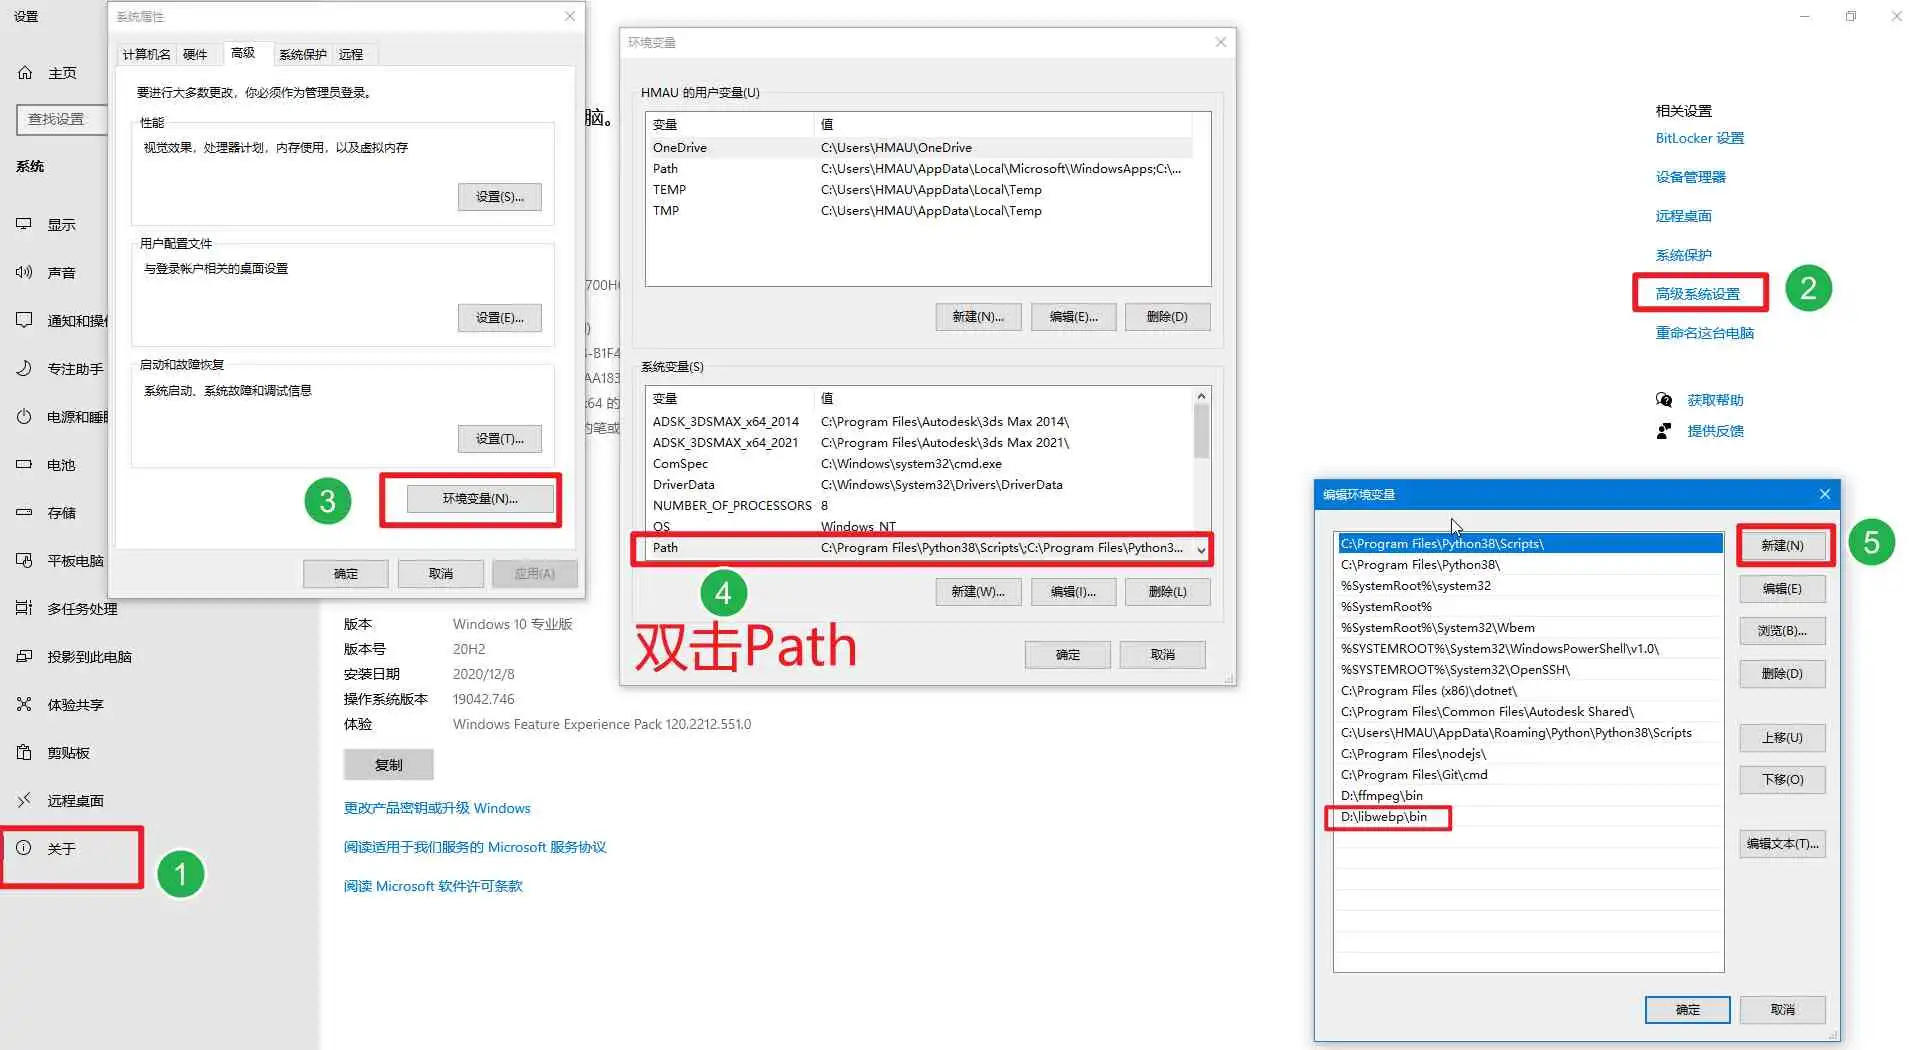 设置
主页
查找设置
系统
显示
声音
通知和操作
专注助手
电源和睡眠
电池
存储
平板电脑
多任务处理
投影到此电脑
体验共享
剪贴板
远程桌面
关于
1
系统属性
计算机名 硬件 高级 系统保护 远程
要进行大多数更改，你必须作为管理员登录。
性能
视觉效果，处理器计划，内存使用，以及虚拟内存
设置(S)...
用户配置文件
与登录帐户相关的桌面设置
设置(E)...
启动和故障恢复
系统启动、系统故障和调试信息
设置(T)...
3
环境变量(N)...
确定 取消 应用(A)
脑。
700H
)
-B1F4
AA183
x64 的
的笔或
版本 Windows 10 专业版
版本号 20H2
安装日期 2020/12/8
操作系统版本 19042.746
体验 Windows Feature Experience Pack 120.2212.551.0
复制
更改产品密钥或升级 Windows
阅读适用于我们服务的 Microsoft 服务协议
阅读 Microsoft 软件许可条款
环境变量
HMAU 的用户变量(U)
变量 值
OneDrive C:\Users\HMAU\OneDrive
Path C:\Users\HMAU\AppData\Local\Microsoft\WindowsApps;C:\...
TEMP C:\Users\HMAU\AppData\Local\Temp
TMP C:\Users\HMAU\AppData\Local\Temp
新建(N)... 编辑(E)... 删除(D)
系统变量(S)
变量 值
ADSK_3DSMAX_x64_2014 C:\Program Files\Autodesk\3ds Max 2014\
ADSK_3DSMAX_x64_2021 C:\Program Files\Autodesk\3ds Max 2021\
ComSpec C:\Windows\system32\cmd.exe
DriverData C:\Windows\System32\Drivers\DriverData
NUMBER_OF_PROCESSORS 8
OS Windows_NT
Path C:\Program Files\Python38\Scripts\;C:\Program Files\Python3...
新建(W)... 编辑(I)... 删除(L)
4
双击Path
确定 取消
相关设置
BitLocker 设置
设备管理器
远程桌面
系统保护
高级系统设置
2
重命名这台电脑
获取帮助
提供反馈
编辑环境变量
C:\Program Files\Python38\Scripts\
C:\Program Files\Python38\
%SystemRoot%\system32
%SystemRoot%
%SystemRoot%\System32\Wbem
%SYSTEMROOT%\System32\WindowsPowerShell\v1.0\
%SYSTEMROOT%\System32\OpenSSH\
C:\Program Files (x86)\dotnet\
C:\Program Files\Common Files\Autodesk Shared\
C:\Users\HMAU\AppData\Roaming\Python\Python38\Scripts
C:\Program Files\nodejs\
C:\Program Files\Git\cmd
D:\ffmpeg\bin
D:\libwebp\bin
新建(N)
5
编辑(E)
浏览(B)...
删除(D)
上移(U)
下移(O)
编辑文本(T)...
确定 取消